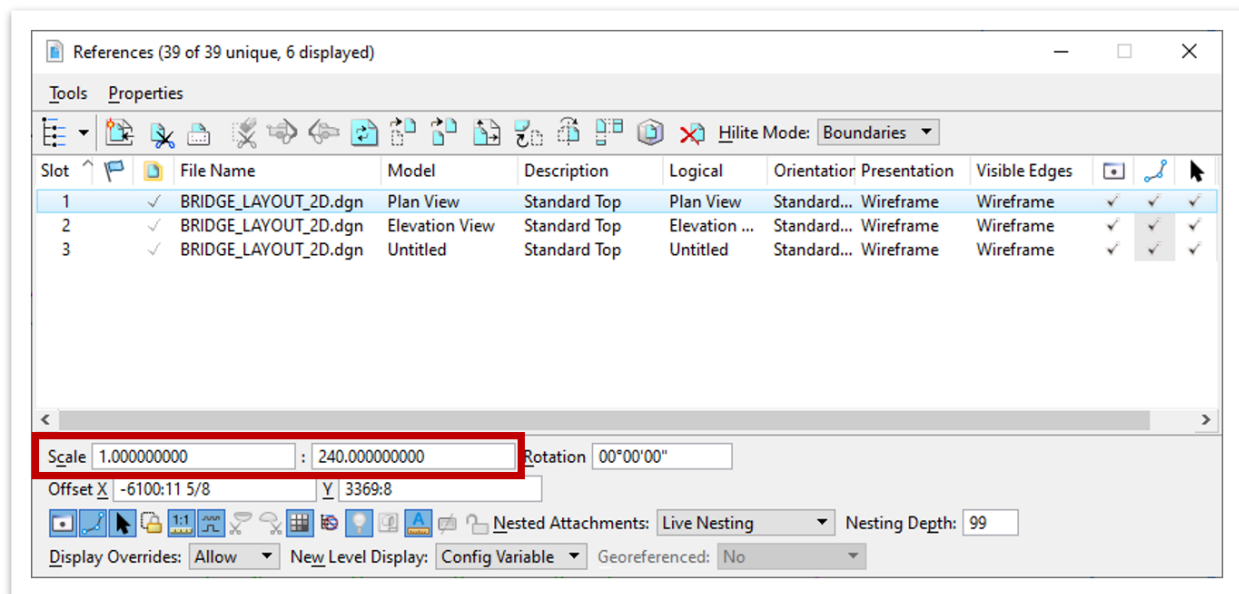 References (39 of 39 unique, 6 displayed)
Tools Properties
Hilite Mode: Boundaries
Slot File Name Model Description Logical Orientation Presentation Visible Edges
1 BRIDGE_LAYOUT_2D.dgn Plan View Standard Top Plan View Standard... Wireframe Wireframe
2 BRIDGE_LAYOUT_2D.dgn Elevation View Standard Top Elevation ... Standard... Wireframe Wireframe
3 BRIDGE_LAYOUT_2D.dgn Untitled Standard Top Untitled Standard... Wireframe Wireframe
Scale 1.000000000 : 240.000000000 Rotation 00°00'00"
Offset X -6100:11 5/8 Y 3369:8
1:1 A Nested Attachments: Live Nesting Nesting Depth: 99
Display Overrides: Allow New Level Display: Config Variable Georeferenced: No